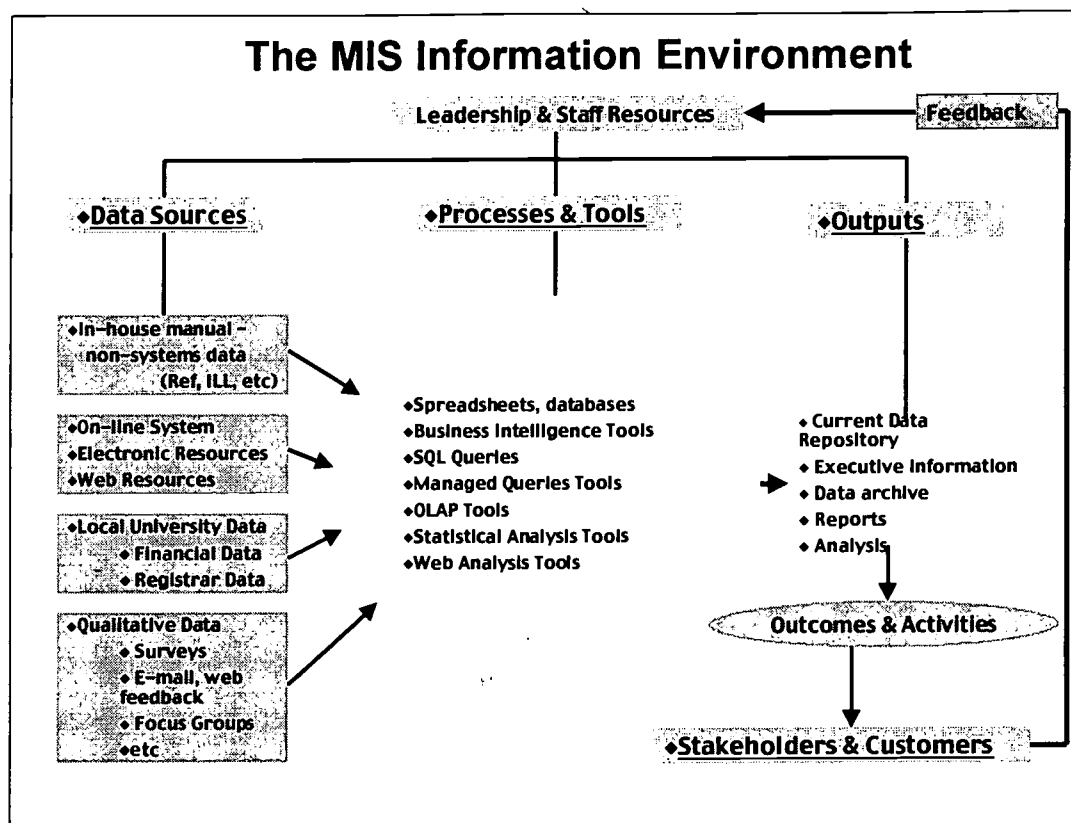 The MIS Information Environment
Leadership & Staff Resources
Feedback
◆Data Sources
◆Processes & Tools
◆Outputs
◆In-house manual -
non-systems data
(Ref, ILL, etc)
◆On-line System
◆Electronic Resources
◆Web Resources
◆Local University Data
◆ Financial Data
◆ Registrar Data
◆Qualitative Data
◆ Surveys
◆ E-mail, web
feedback
◆ Focus Groups
◆etc
◆Spreadsheets, databases
◆Business Intelligence Tools
◆SQL Queries
◆Managed Queries Tools
◆OLAP Tools
◆Statistical Analysis Tools
◆Web Analysis Tools
◆ Current Data
Repository
◆ Executive Information
◆ Data archive
◆ Reports
◆ Analysis
Outcomes & Activities
◆Stakeholders & Customers